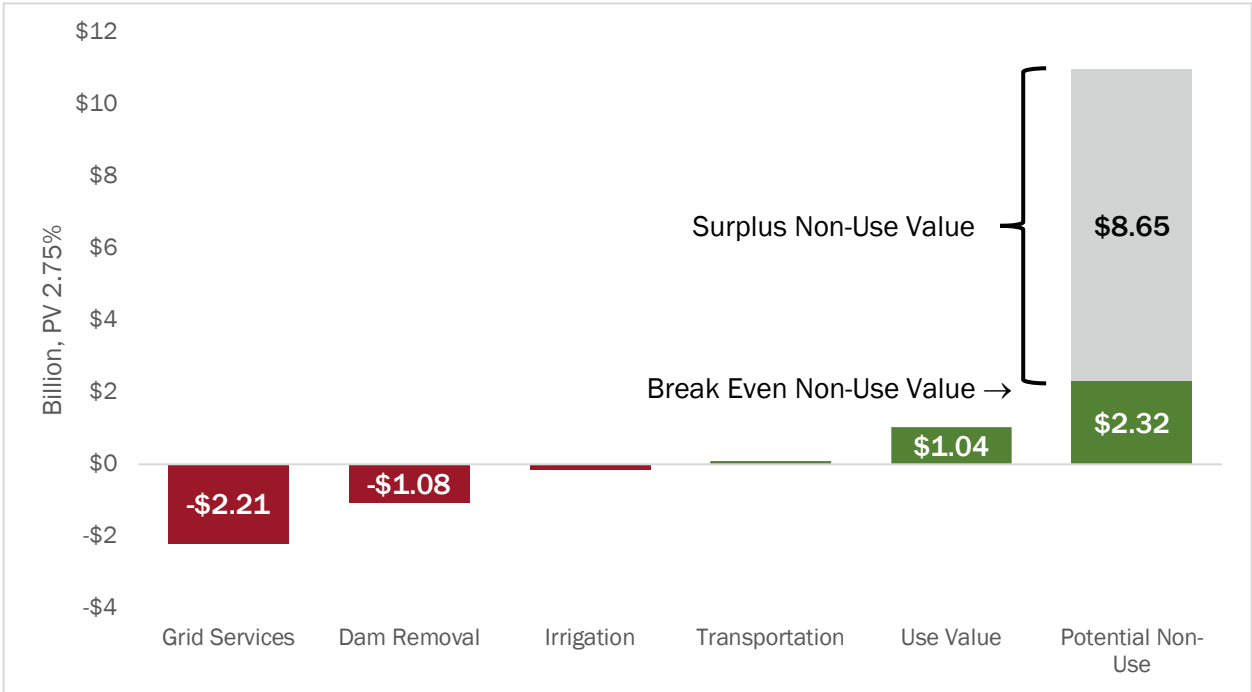 $12
$10
$8
$6
$4
$2
$0
-$2
-$4
Billion, PV 2.75%
Surplus Non-Use Value
$8.65
Break Even Non-Use Value →
$2.32
$1.04
-$2.21
-$1.08
Grid Services
Dam Removal
Irrigation
Transportation
Use Value
Potential Non-
Use